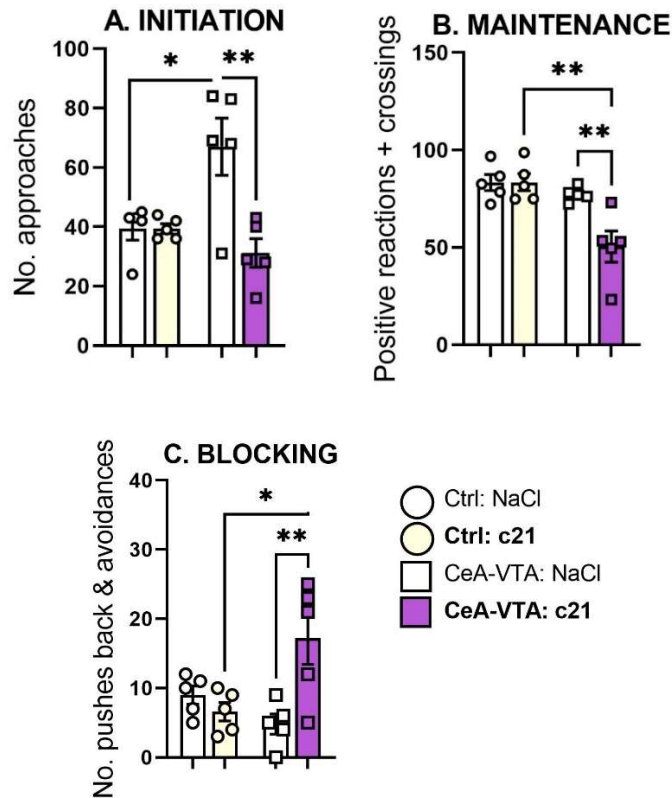 A. INITIATION
No. approaches
100
80
60
40
20
0
*
**
B. MAINTENANCE
Positive reactions + crossings
150
100
50
0
**
**
C. BLOCKING
No. pushes back & avoidances
40
30
20
10
0
*
**
Ctrl: NaCl
Ctrl: c21
CeA-VTA: NaCl
CeA-VTA: c21